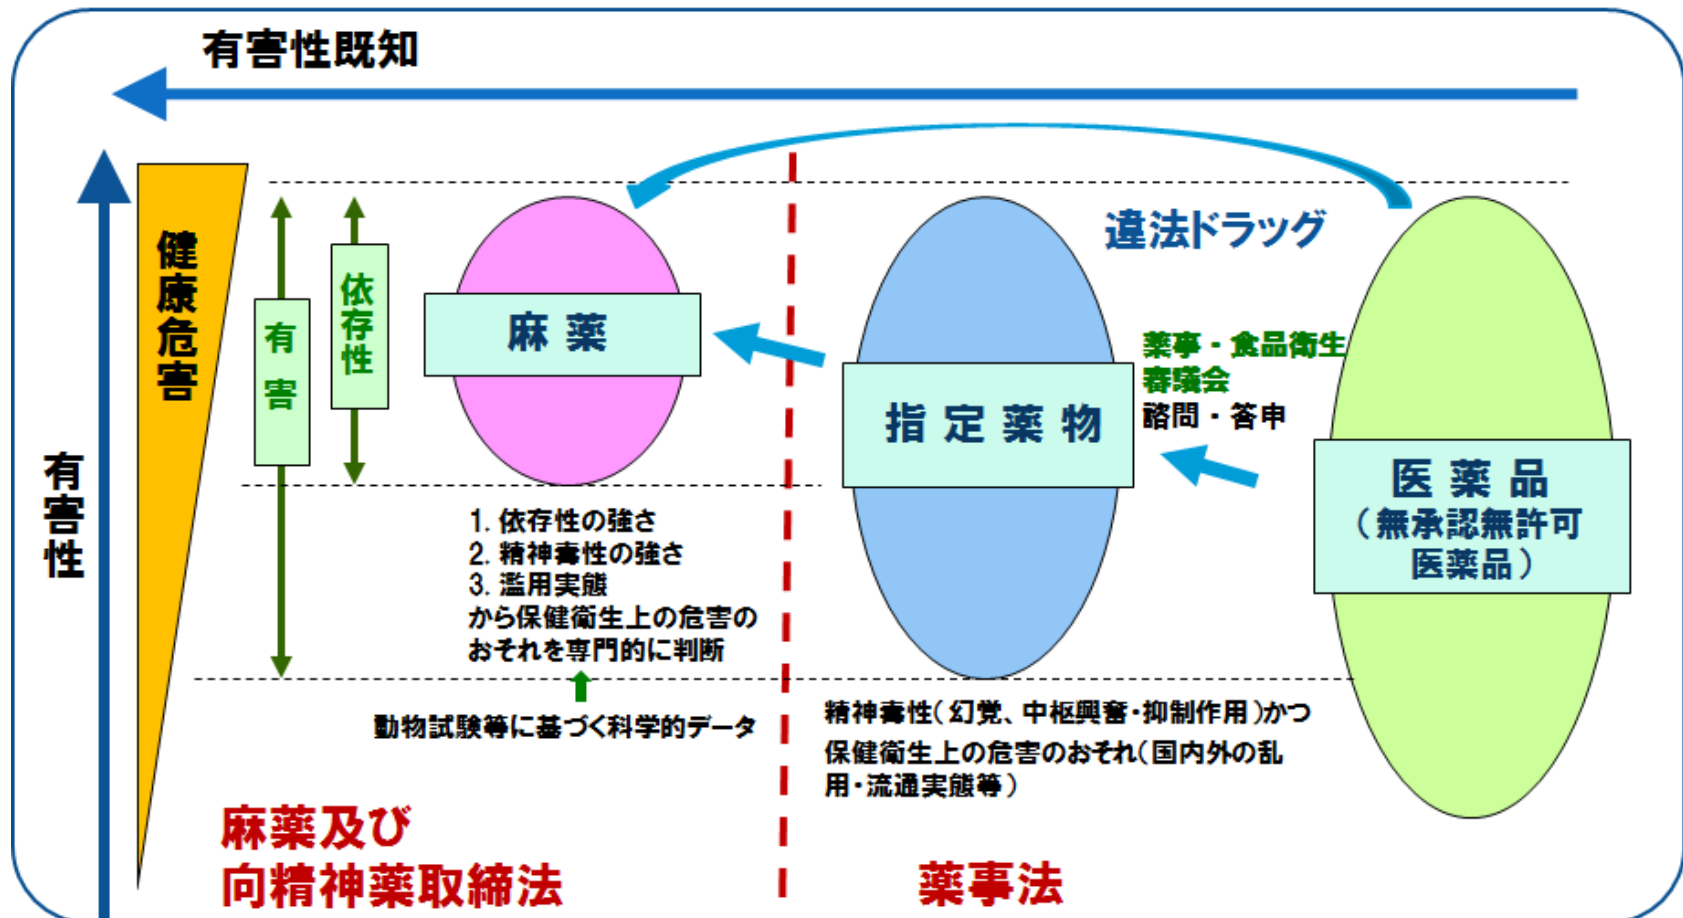 有害性既知
健康危害
有害性
有害
依存性
麻薬
1. 依存性の強さ
2. 精神毒性の強さ
3. 濫用実態
から保健衛生上の危害の
おそれを専門的に判断
動物試験等に基づく科学的データ
麻薬及び
向精神薬取締法
違法ドラッグ
指定薬物
薬事・食品衛生
審議会
諮問・答申
医薬品
（無承認無許可
医薬品）
精神毒性（幻覚、中枢興奮・抑制作用）かつ
保健衛生上の危害のおそれ（国内外の乱
用・流通実態等）
薬事法